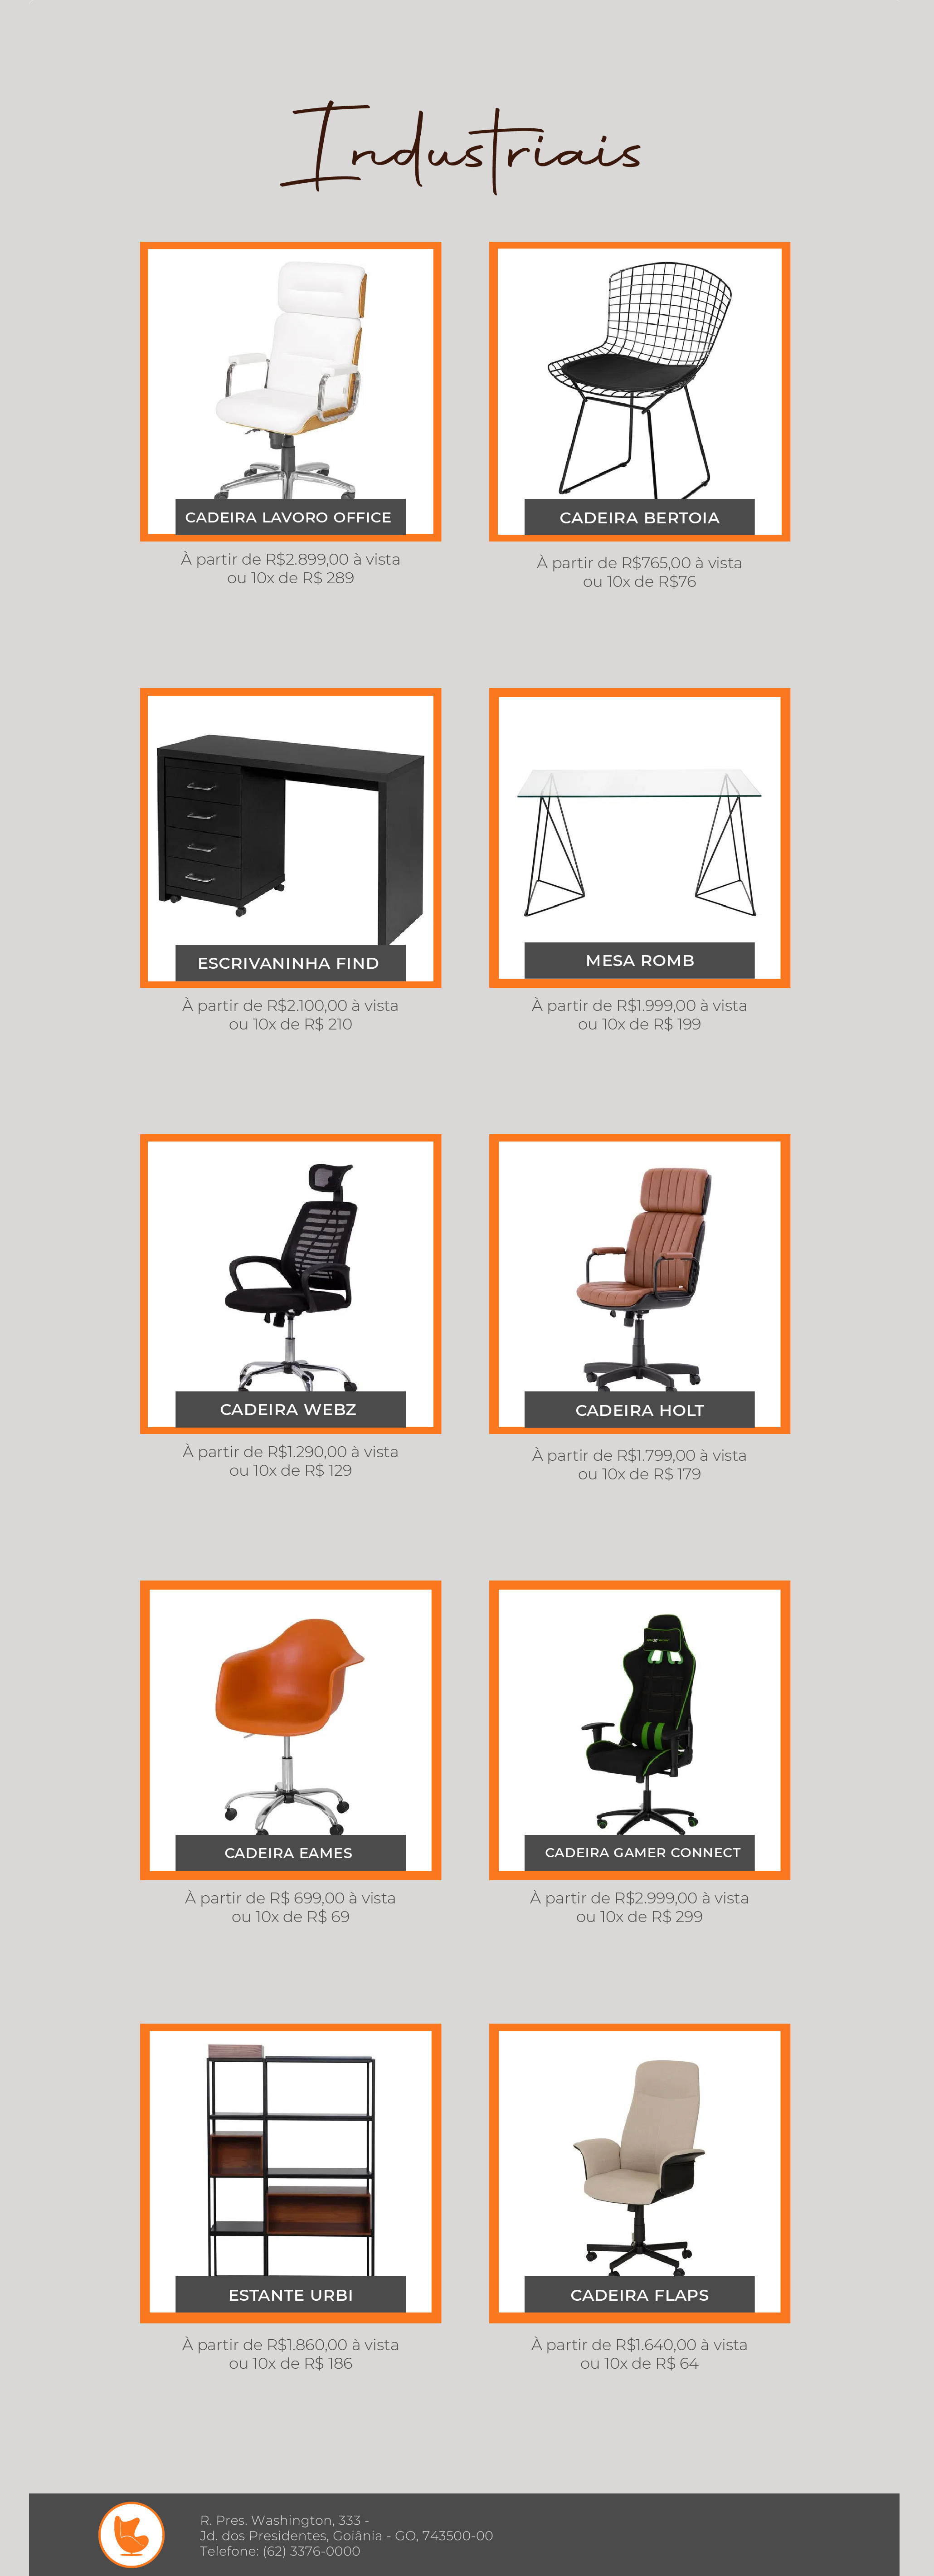 Industriais
CADEIRA LAVORO OFFICE
À partir de R$2.899,00 à vista
ou 10x de R$ 289
CADEIRA BERTOIA
À partir de R$765,00 à vista
ou 10x de R$76
ESCRIVANINHA FIND
À partir de R$2.100,00 à vista
ou 10x de R$ 210
MESA ROMB
À partir de R$1.999,00 à vista
ou 10x de R$ 199
CADEIRA WEBZ
À partir de R$1.290,00 à vista
ou 10x de R$ 129
CADEIRA HOLT
À partir de R$1.799,00 à vista
ou 10x de R$ 179
CADEIRA EAMES
À partir de R$ 699,00 à vista
ou 10x de R$ 69
CADEIRA GAMER CONNECT
À partir de R$2.999,00 à vista
ou 10x de R$ 299
ESTANTE URBI
À partir de R$1.860,00 à vista
ou 10x de R$ 186
CADEIRA FLAPS
À partir de R$1.640,00 à vista
ou 10x de R$ 64
R. Pres. Washington, 333 -
Jd. dos Presidentes, Goiânia - GO, 743500-00
Telefone: (62) 3376-0000